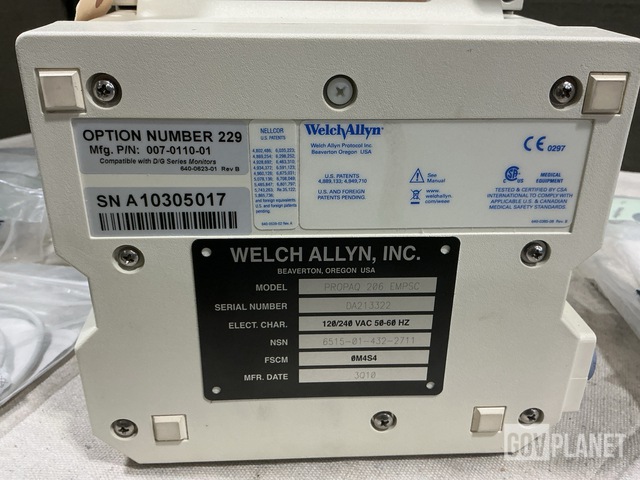 OPTION NUMBER 229
Mfg. P/N: 007-0110-01
Compatible with D/G Series Monitors
640-0623-01 Rev B
SN A10305017
NELLCOR
U.S. PATENTS
WelchAllyn
Welch Allyn Protocol Inc.
Beaverton Oregon USA
U.S. PATENTS
4,889,133; 4,949,710
U.S. AND FOREIGN
PATENTS PENDING.
See
Manual
www.
welchallyn.
com/weee
CE 0297
MEDICAL
EQUIPMENT
TESTED & CERTIFIED BY CSA
INTERNATIONAL TO COMPLY WITH
APPLICABLE U.S. & CANADIAN
MEDICAL SAFETY STANDARDS.
WELCH ALLYN, INC.
BEAVERTON, OREGON USA
MODEL PROPAQ 206 EMPSC
SERIAL NUMBER DA213322
ELECT. CHAR. 120/240 VAC 50-60 HZ
NSN 6515-01-432-2711
FSCM 0M4S4
MFR. DATE 3Q10
GOVPLANET